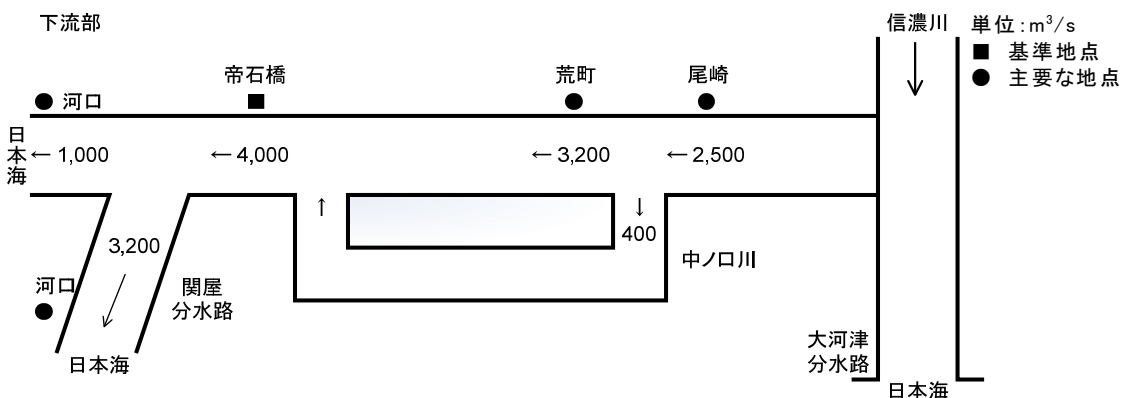 下流部
信濃川
単位:m³/s
■ 基準地点
● 主要な地点
帝石橋
荒町
尾崎
● 河口
日本海
← 1,000
← 4,000
← 3,200
← 2,500
↑
↓
400
3,200
中ノ口川
関屋
分水路
河口
日本海
大河津
分水路
日本海